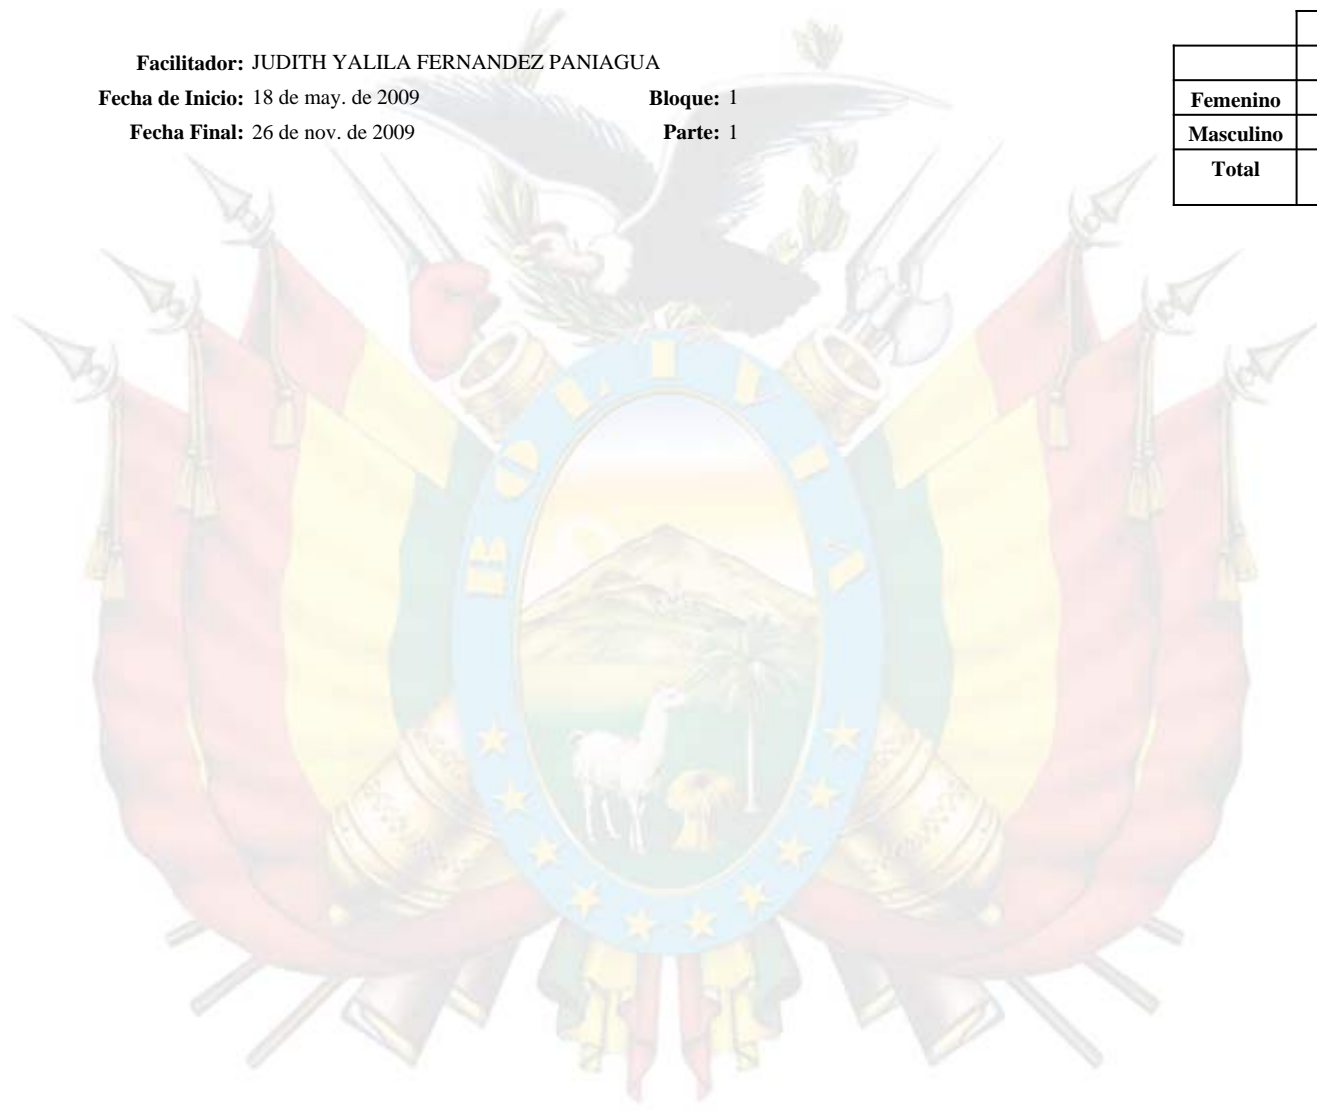 Facilitador: JUDITH YALILA FERNANDEZ PANIAGUA
Fecha de Inicio: 18 de may. de 2009 Bloque: 1
Fecha Final: 26 de nov. de 2009 Parte: 1
Femenino
Masculino
Total
BOLIVIA